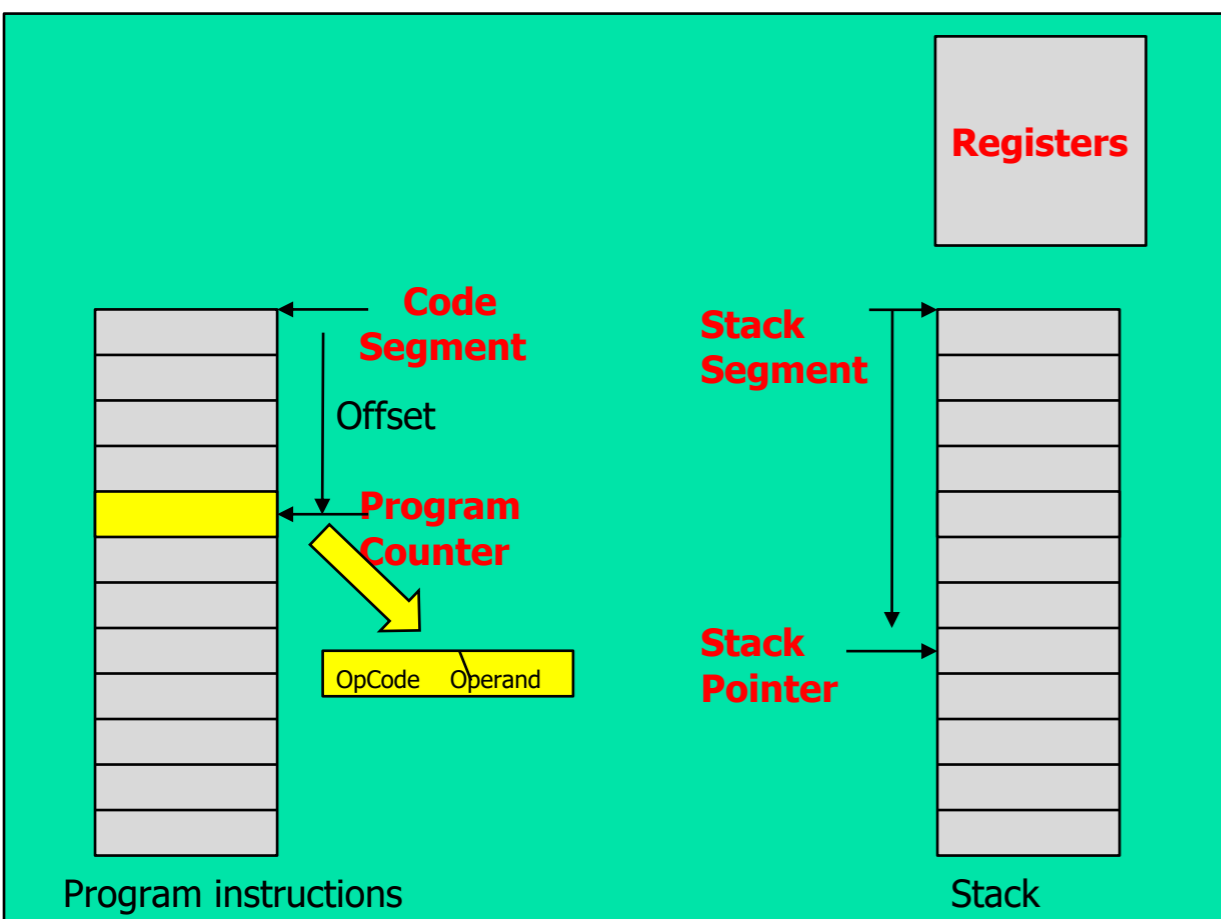 Registers
Code
Segment
Offset
Program
Counter
OpCode Operand
Stack
Segment
Stack
Pointer
Program instructions
Stack